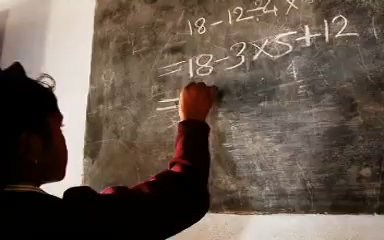 18-12÷4×
=18-3×5+12
=